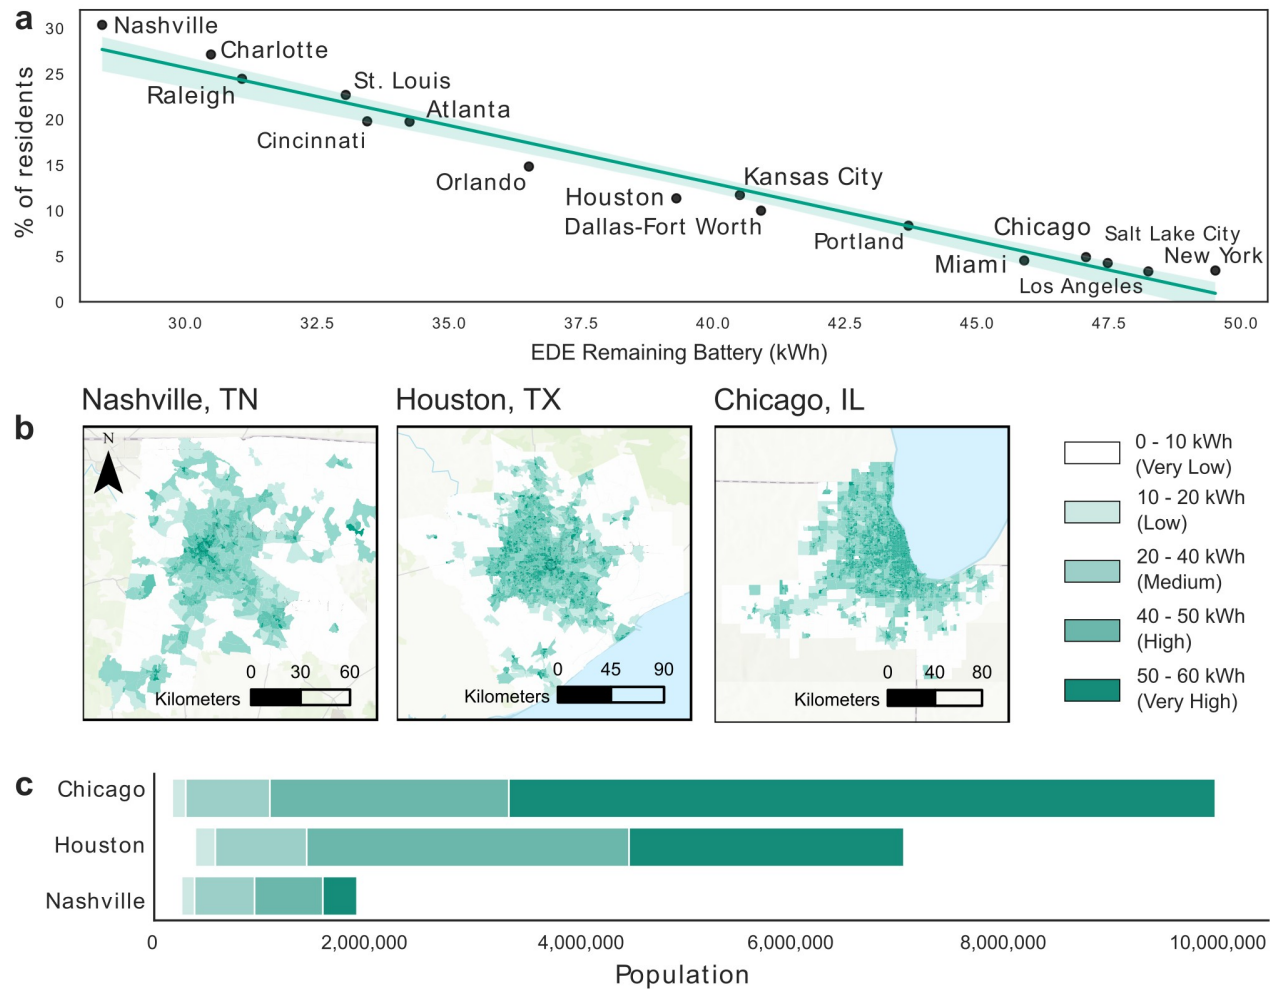 a
% of residents
30
25
20
15
10
5
0
Nashville
Charlotte
Raleigh
St. Louis
Cincinnati
Atlanta
Orlando
Houston
Kansas City
Dallas-Fort Worth
Portland
Miami
Chicago
Salt Lake City
Los Angeles
New York
30.0 32.5 35.0 37.5 40.0 42.5 45.0 47.5 50.0
EDE Remaining Battery (kWh)
b
Nashville, TN
N
0 30 60
Kilometers
Houston, TX
0 45 90
Kilometers
Chicago, IL
0 40 80
Kilometers
0 - 10 kWh
(Very Low)
10 - 20 kWh
(Low)
20 - 40 kWh
(Medium)
40 - 50 kWh
(High)
50 - 60 kWh
(Very High)
c
Chicago
Houston
Nashville
0 2,000,000 4,000,000 6,000,000 8,000,000 10,000,000
Population